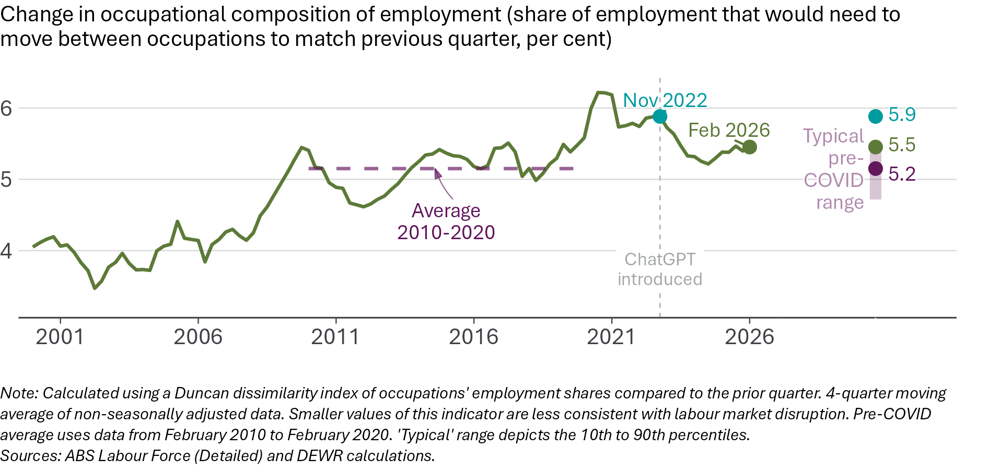 Change in occupational composition of employment (share of employment that would need to
move between occupations to match previous quarter, per cent)
6
5
4
Nov 2022
Feb 2026
Average
2010-2020
ChatGPT
introduced
Typical
pre-
COVID
range
5.9
5.5
5.2
2001
2006
2011
2016
2021
2026
Note: Calculated using a Duncan dissimilarity index of occupations' employment shares compared to the prior quarter. 4-quarter moving
average of non-seasonally adjusted data. Smaller values of this indicator are less consistent with labour market disruption. Pre-COVID
average uses data from February 2010 to February 2020. 'Typical' range depicts the 10th to 90th percentiles.
Sources: ABS Labour Force (Detailed) and DEWR calculations.